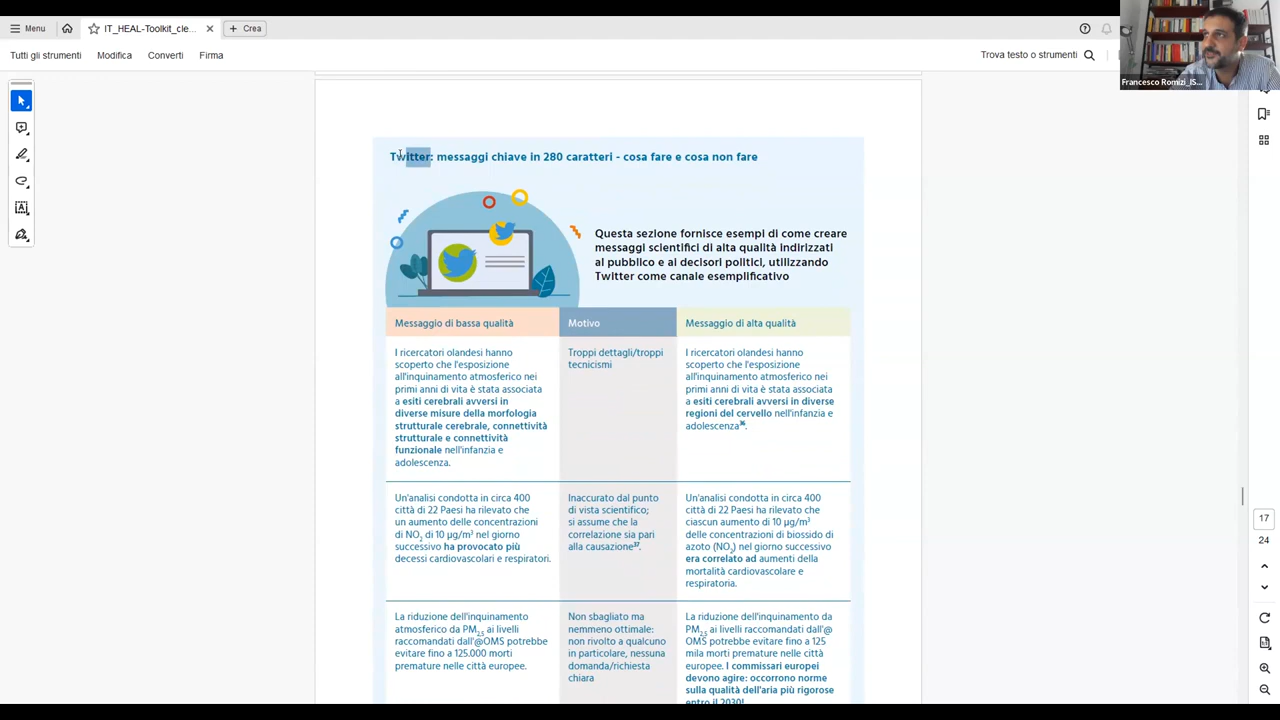 Menu
IT_HEAL-Toolkit_cle...
Crea
Tutti gli strumenti
Modifica
Converti
Firma
Trova testo o strumenti
Francesco Romizi_IS...
Twitter: messaggi chiave in 280 caratteri - cosa fare e cosa non fare
Questa sezione fornisce esempi di come creare
messaggi scientifici di alta qualità indirizzati
al pubblico e ai decisori politici, utilizzando
Twitter come canale esemplificativo
Messaggio di bassa qualità
Motivo
Messaggio di alta qualità
I ricercatori olandesi hanno
scoperto che l'esposizione
all'inquinamento atmosferico nei
primi anni di vita è stata associata
a esiti cerebrali avversi in
diverse misure della morfologia
strutturale cerebrale, connettività
strutturale e connettività
funzionale nell'infanzia e
adolescenza.
Troppi dettagli/troppi
tecnicismi
I ricercatori olandesi hanno
scoperto che l'esposizione
all'inquinamento atmosferico nei
primi anni di vita è stata associata
a esiti cerebrali avversi in diverse
regioni del cervello nell'infanzia e
adolescenza³⁶.
Un'analisi condotta in circa 400
città di 22 Paesi ha rilevato che
un aumento delle concentrazioni
di NO₂ di 10 µg/m³ nel giorno
successivo ha provocato più
decessi cardiovascolari e respiratori.
Inaccurato dal punto
di vista scientifico;
si assume che la
correlazione sia pari
alla causazione³⁷.
Un'analisi condotta in circa 400
città di 22 Paesi ha rilevato che
ciascun aumento di 10 µg/m³
delle concentrazioni di biossido di
azoto (NO₂) nel giorno successivo
era correlato ad aumenti della
mortalità cardiovascolare e
respiratoria.
La riduzione dell'inquinamento
atmosferico da PM₂,₅ ai livelli
raccomandati dall'@OMS potrebbe
evitare fino a 125.000 morti
premature nelle città europee.
Non sbagliato ma
nemmeno ottimale:
non rivolto a qualcuno
in particolare, nessuna
domanda/richiesta
chiara
La riduzione dell'inquinamento da
PM₂,₅ ai livelli raccomandati dall'@
OMS potrebbe evitare fino a 125
mila morti premature nelle città
europee. I commissari europei
devono agire: occorrono norme
sulla qualità dell'aria più rigorose
entro il 2030!
17
24